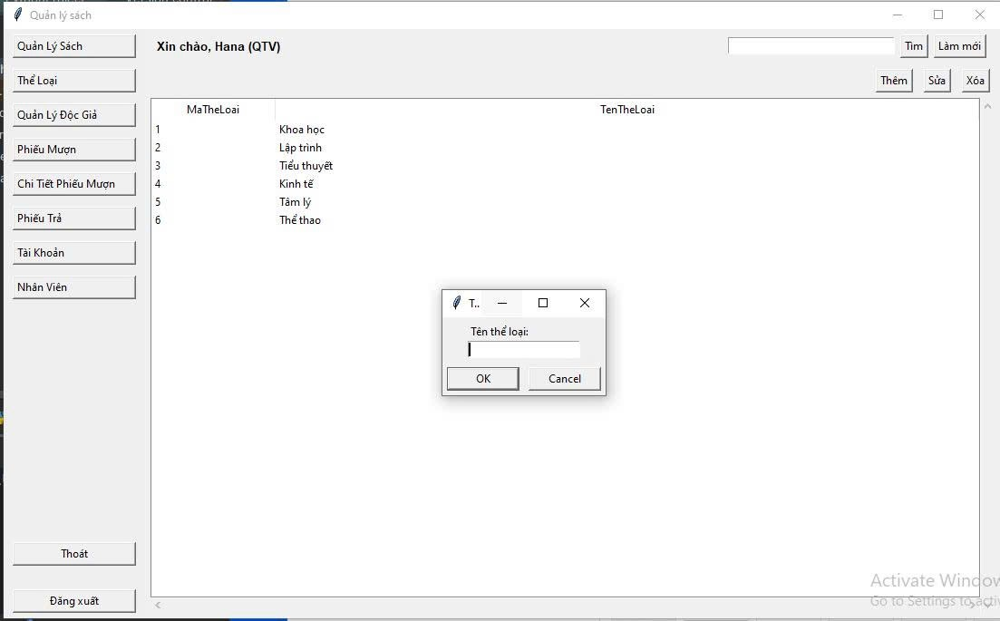 Quản lý sách
Quản Lý Sách
Thể Loại
Quản Lý Độc Giả
Phiếu Mượn
Chi Tiết Phiếu Mượn
Phiếu Trả
Tài Khoản
Nhân Viên
Thoát
Đăng xuất
Xin chào, Hana (QTV)
Tìm
Làm mới
Thêm
Sửa
Xóa
MaTheLoai TenTheLoai
1 Khoa học
2 Lập trình
3 Tiểu thuyết
4 Kinh tế
5 Tâm lý
6 Thể thao
T..
Tên thể loại:
OK
Cancel
Activate Window
Go to Settings to activ